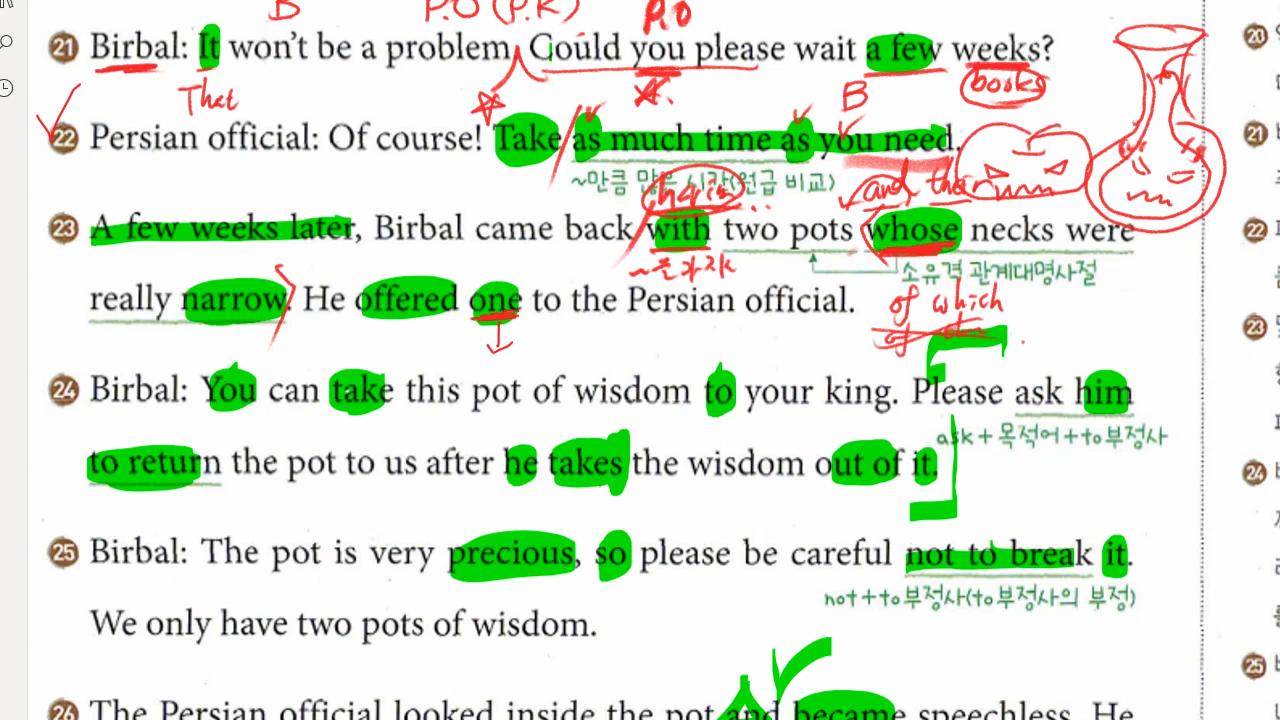 B P.O (P.K) P.O
21 Birbal: It won't be a problem. Could you please wait a few weeks?
That B books
22 Persian official: Of course! Take as much time as you need.
~만큼 많은 시간(원급 비교)
having and their
23 A few weeks later, Birbal came back with two pots whose necks were
소유격 관계대명사절
really narrow. He offered one to the Persian official.
of which
24 Birbal: You can take this pot of wisdom to your king. Please ask him
ask+목적어+to부정사
to return the pot to us after he takes the wisdom out of it.
25 Birbal: The pot is very precious, so please be careful not to break it.
not+to부정사(to부정사의 부정)
We only have two pots of wisdom.
26 The Persian official looked inside the pot and became speechless. He
20
21
22
23
24
25